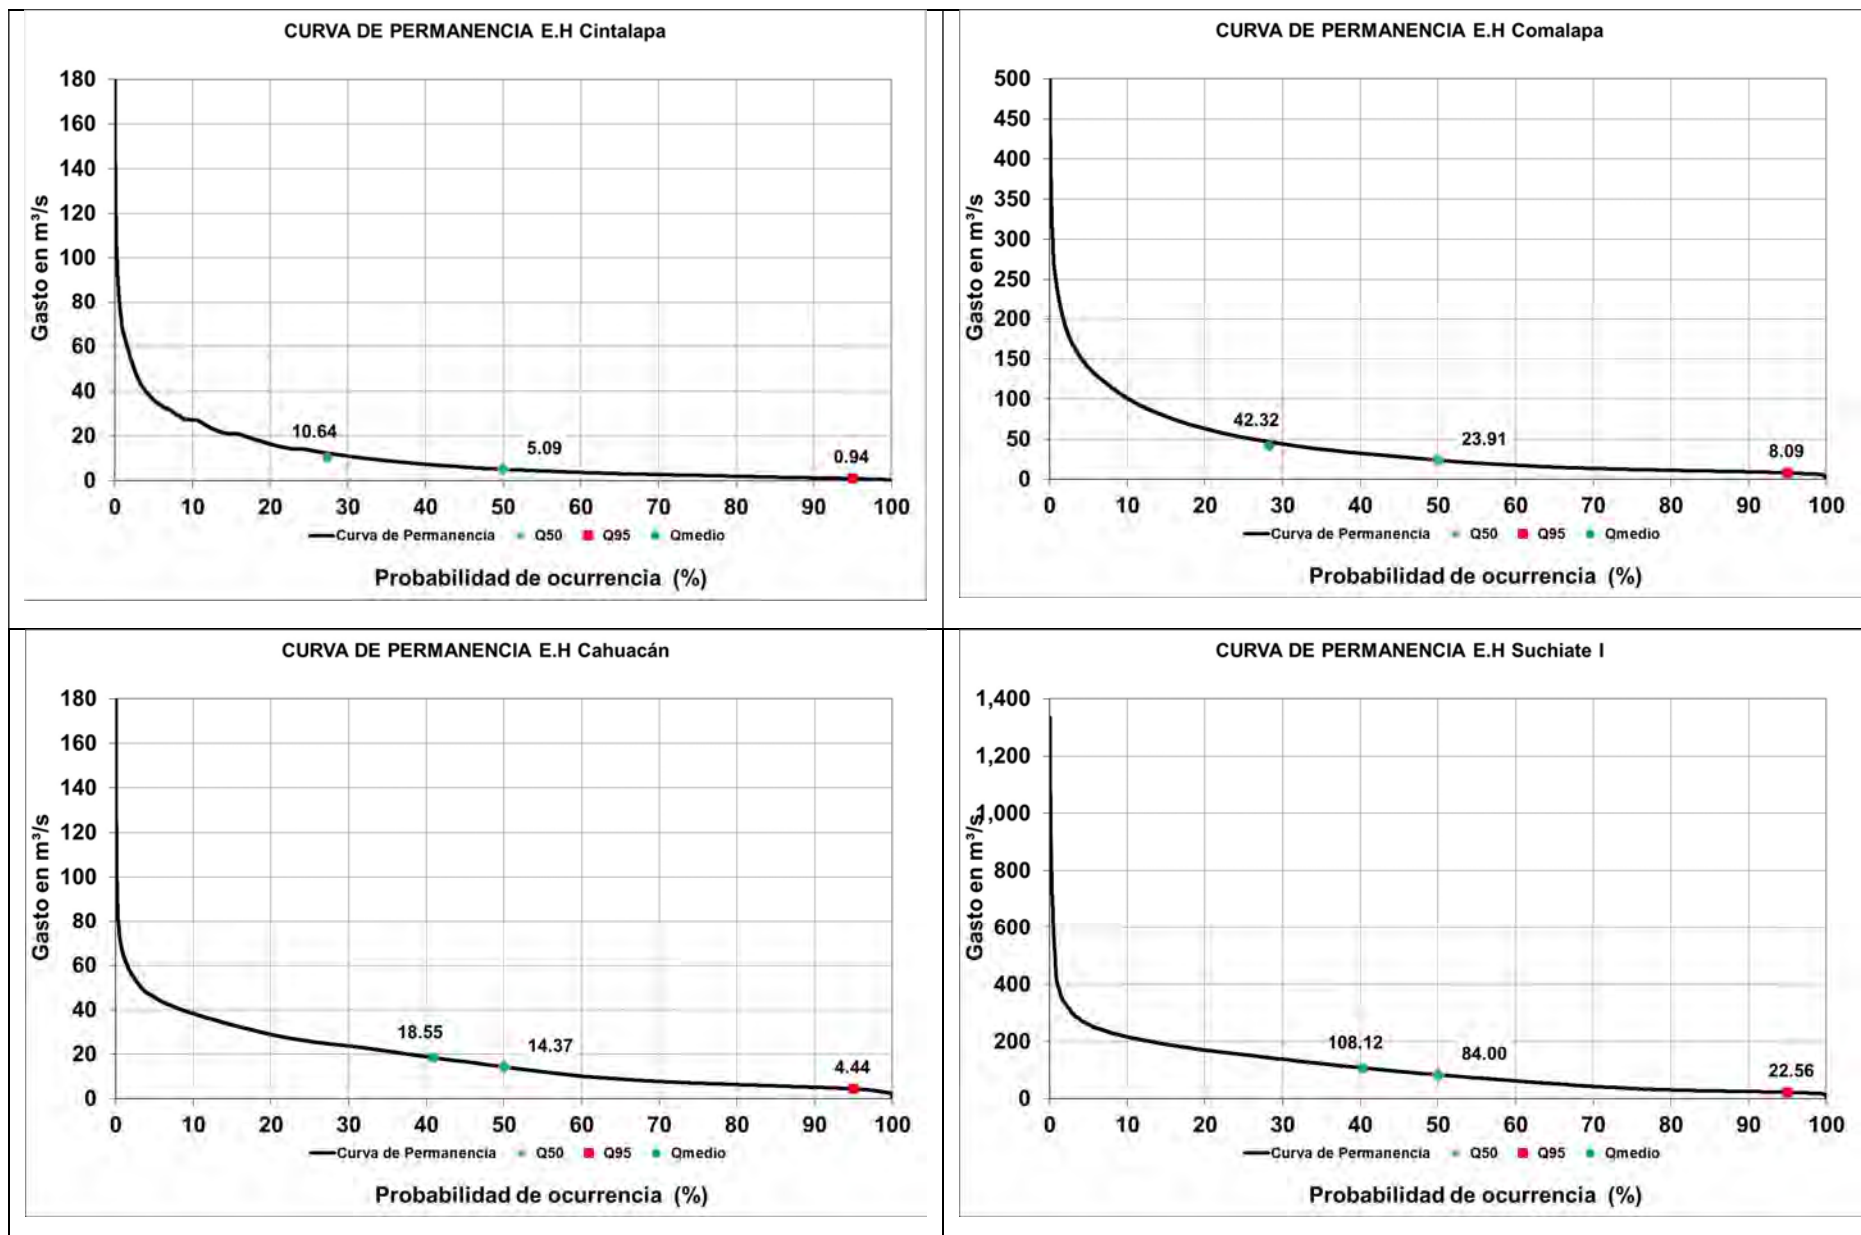 CURVA DE PERMANENCIA E.H Cintalapa
Gasto en m³/s
180
160
140
120
100
80
60
40
20
0
10.64
5.09
0.94
0 10 20 30 40 50 60 70 80 90 100
Curva de Permanencia Q50 Q95 Qmedio
Probabilidad de ocurrencia (%)
CURVA DE PERMANENCIA E.H Comalapa
Gasto en m³/s
500
450
400
350
300
250
200
150
100
50
0
42.32
23.91
8.09
0 10 20 30 40 50 60 70 80 90 100
Curva de Permanencia Q50 Q95 Qmedio
Probabilidad de ocurrencia (%)
CURVA DE PERMANENCIA E.H Cahuacán
Gasto en m³/s
180
160
140
120
100
80
60
40
20
0
18.55
14.37
4.44
0 10 20 30 40 50 60 70 80 90 100
Curva de Permanencia Q50 Q95 Qmedio
Probabilidad de ocurrencia (%)
CURVA DE PERMANENCIA E.H Suchiate I
Gasto en m³/s
1,400
1,200
1,000
800
600
400
200
0
108.12
84.00
22.56
0 10 20 30 40 50 60 70 80 90 100
Curva de Permanencia Q50 Q95 Qmedio
Probabilidad de ocurrencia (%)